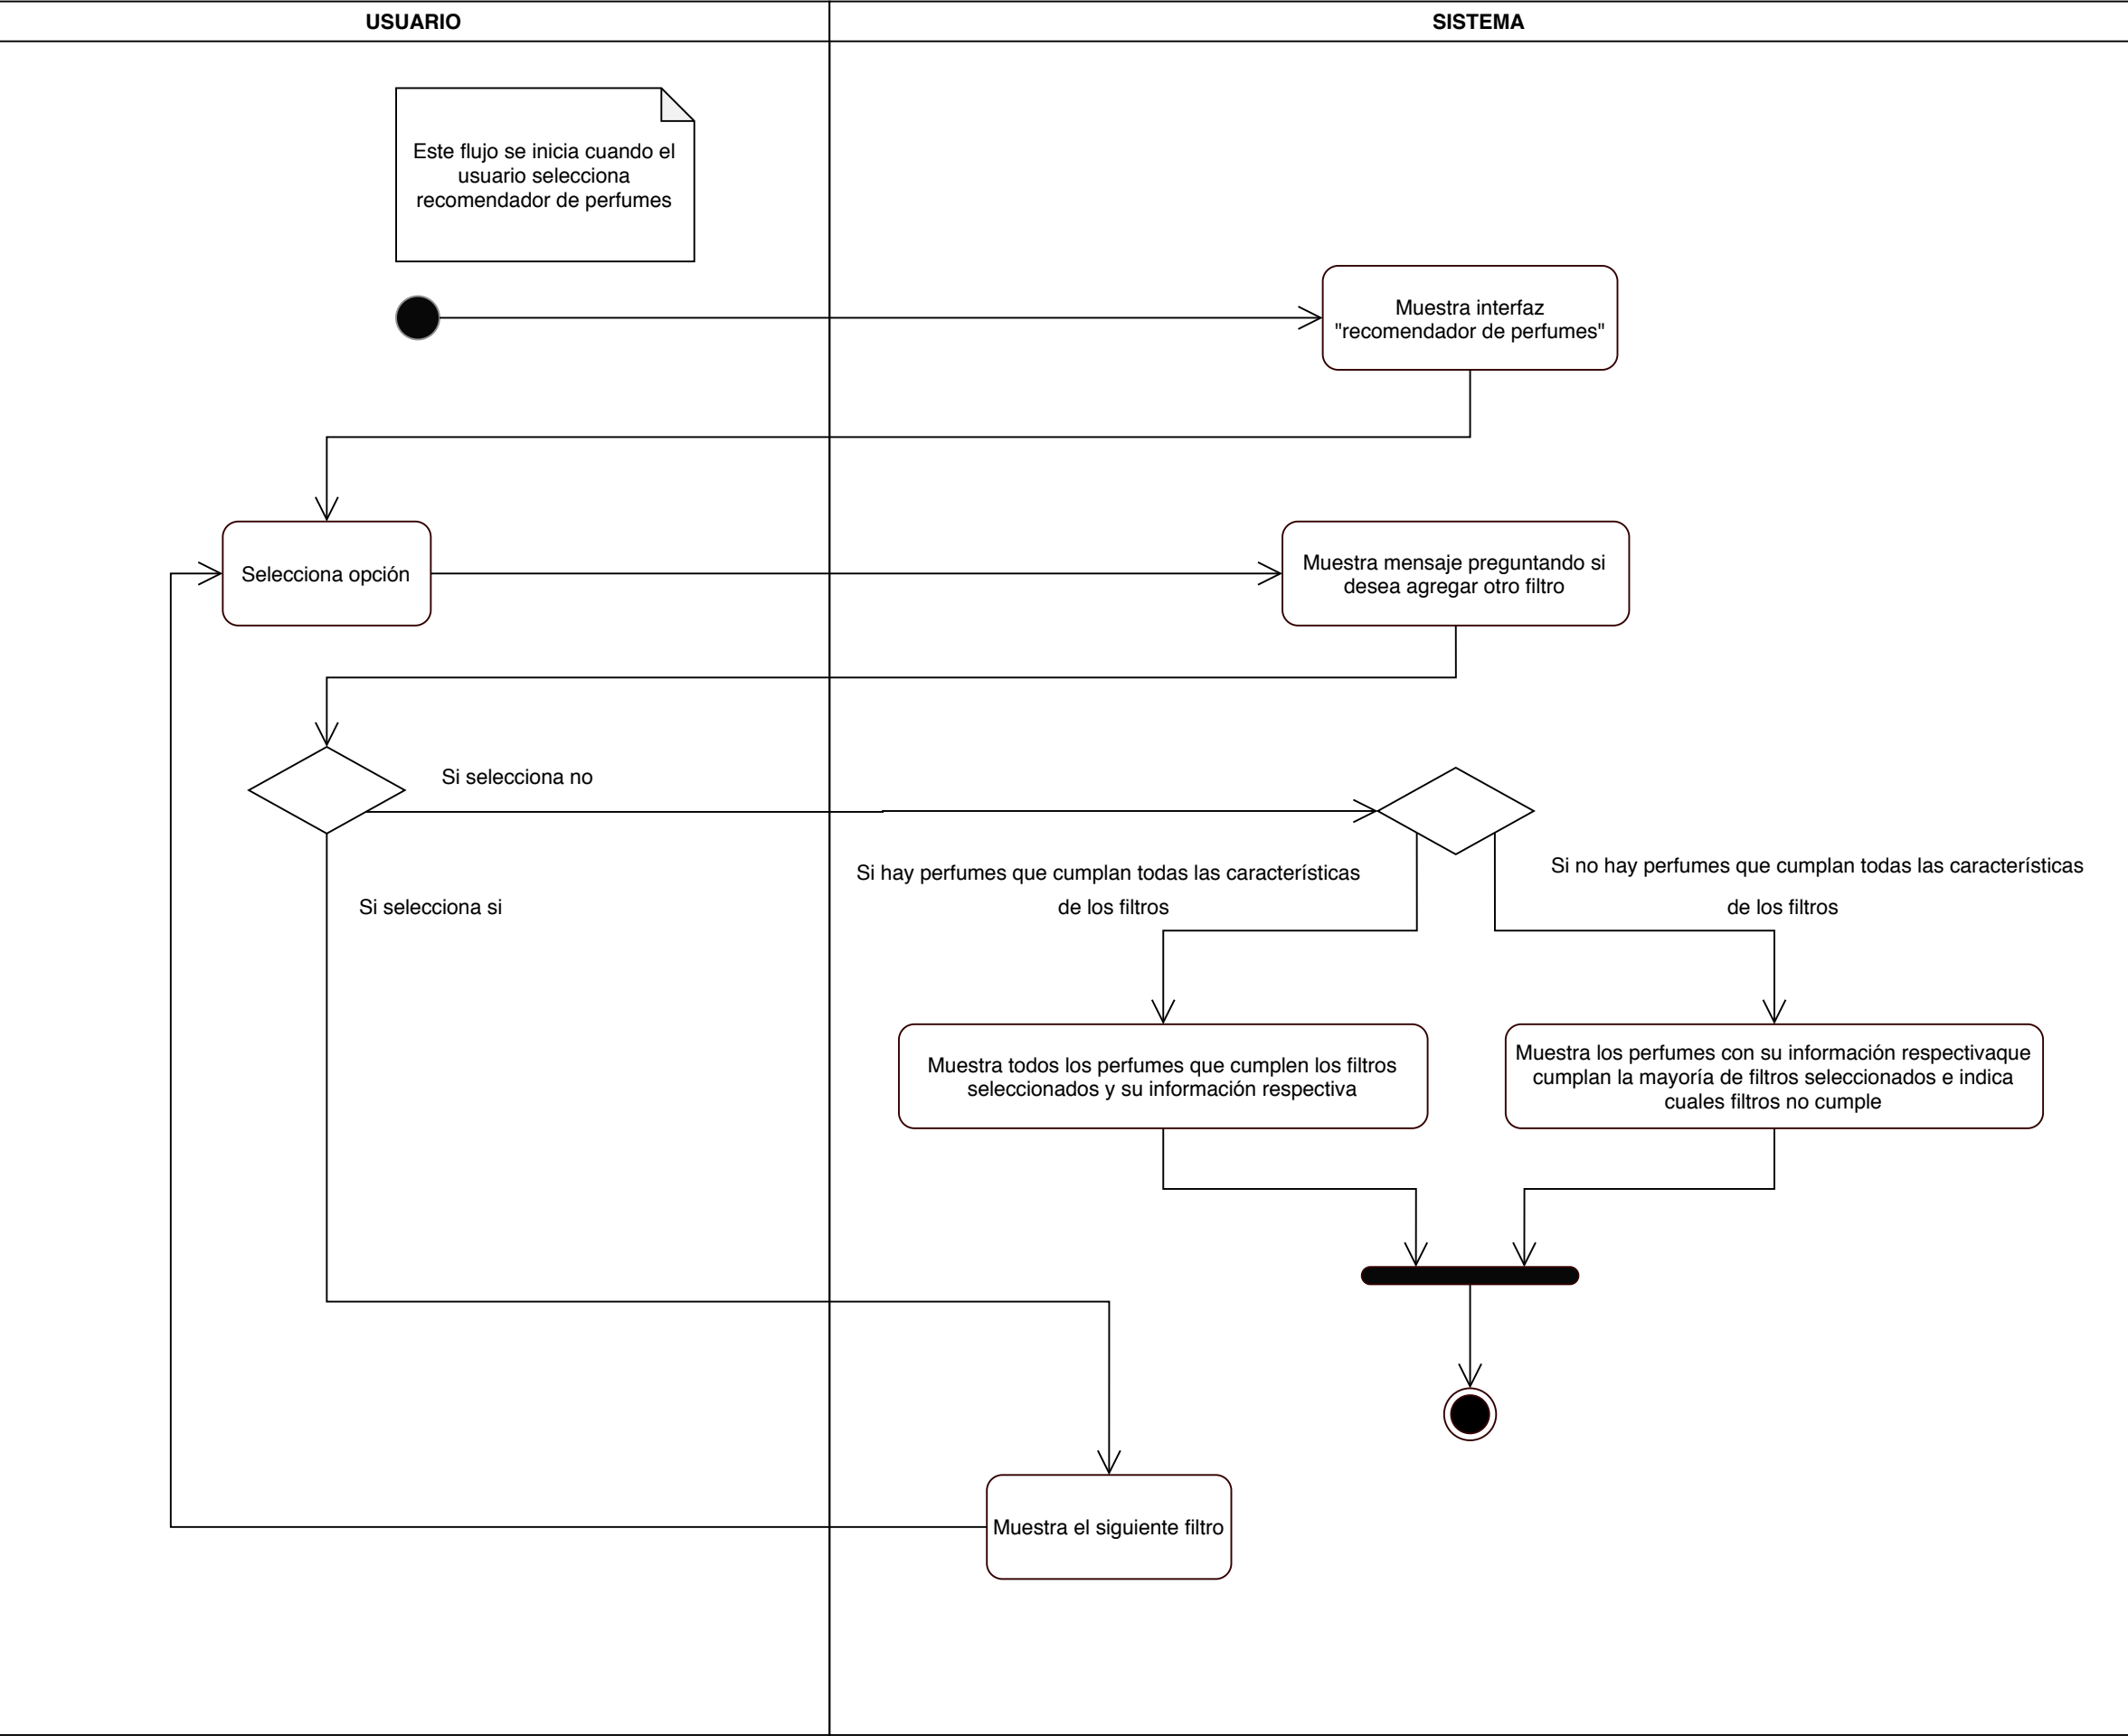 USUARIO
SISTEMA
Este flujo se inicia cuando el
usuario selecciona
recomendador de perfumes
Muestra interfaz
"recomendador de perfumes"
Selecciona opción
Muestra mensaje preguntando si
desea agregar otro filtro
Si selecciona no
Si selecciona si
Si hay perfumes que cumplan todas las características
de los filtros
Si no hay perfumes que cumplan todas las características
de los filtros
Muestra todos los perfumes que cumplen los filtros
seleccionados y su información respectiva
Muestra los perfumes con su información respectivaque
cumplan la mayoría de filtros seleccionados e indica
cuales filtros no cumple
Muestra el siguiente filtro